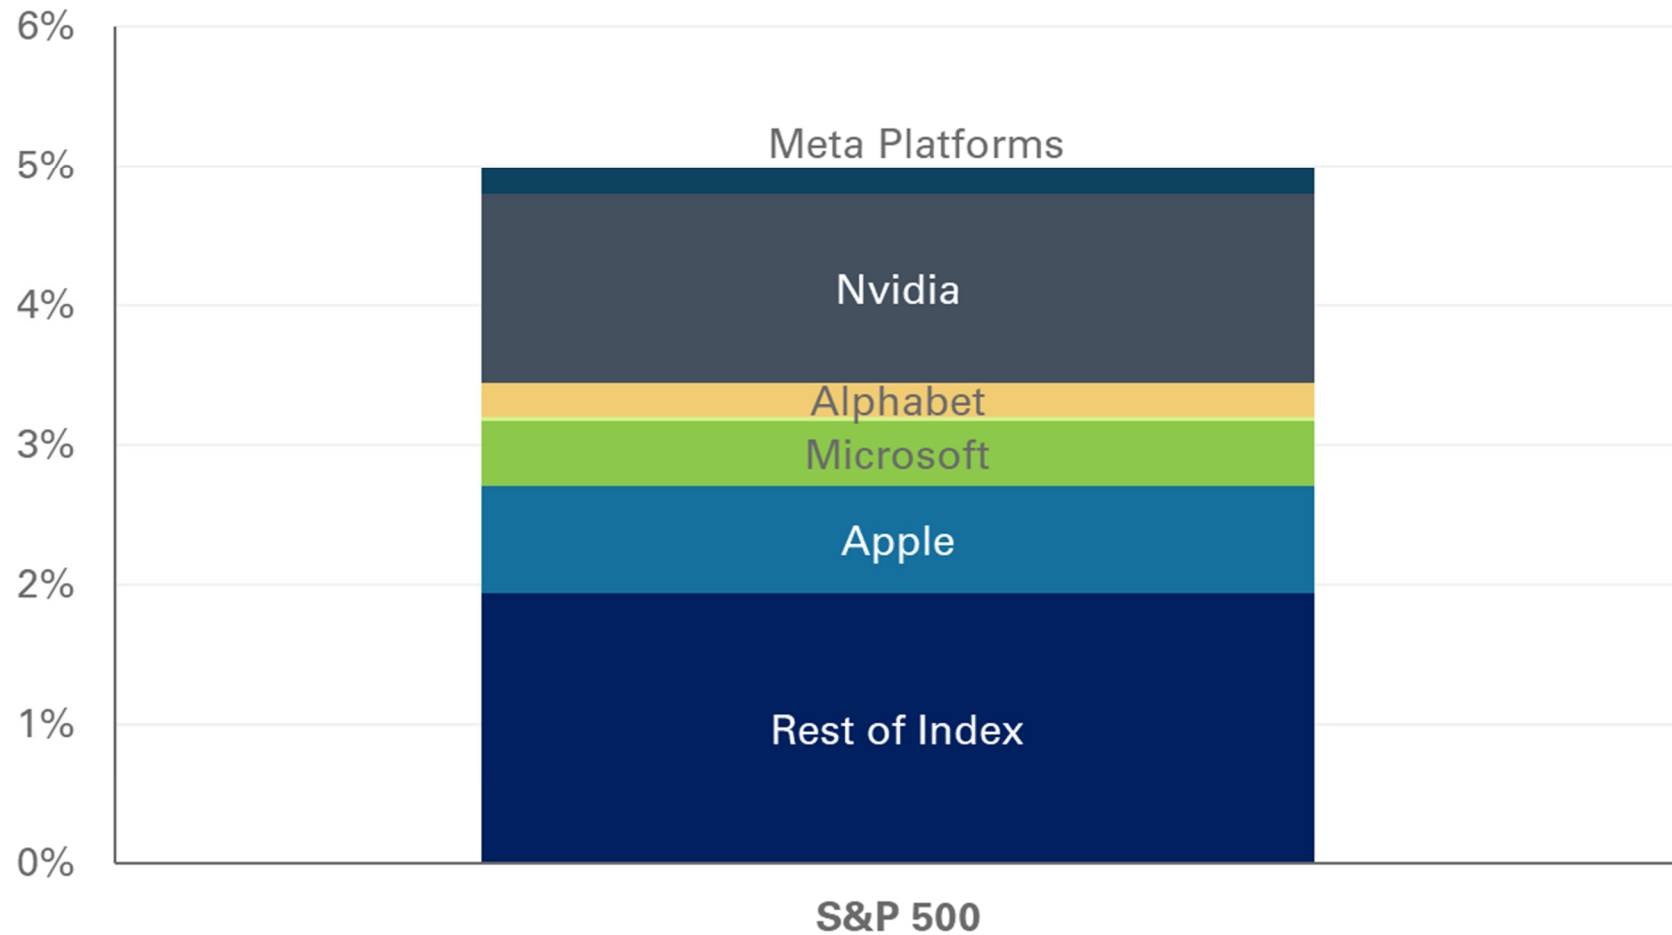 6%
Meta Platforms
5%
Nvidia
4%
Alphabet
3%
Microsoft
Apple
2%
Rest of Index
1%
0%
S&P 500